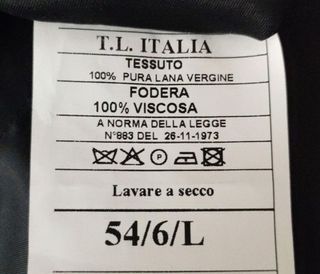 T.L. ITALIA
TESSUTO
100% PURA LANA VERGINE
FODERA
100% VISCOSA
A NORMA DELLA LEGGE
N°883 DEL 26-11-1973
P
Lavare a secco
54/6/L